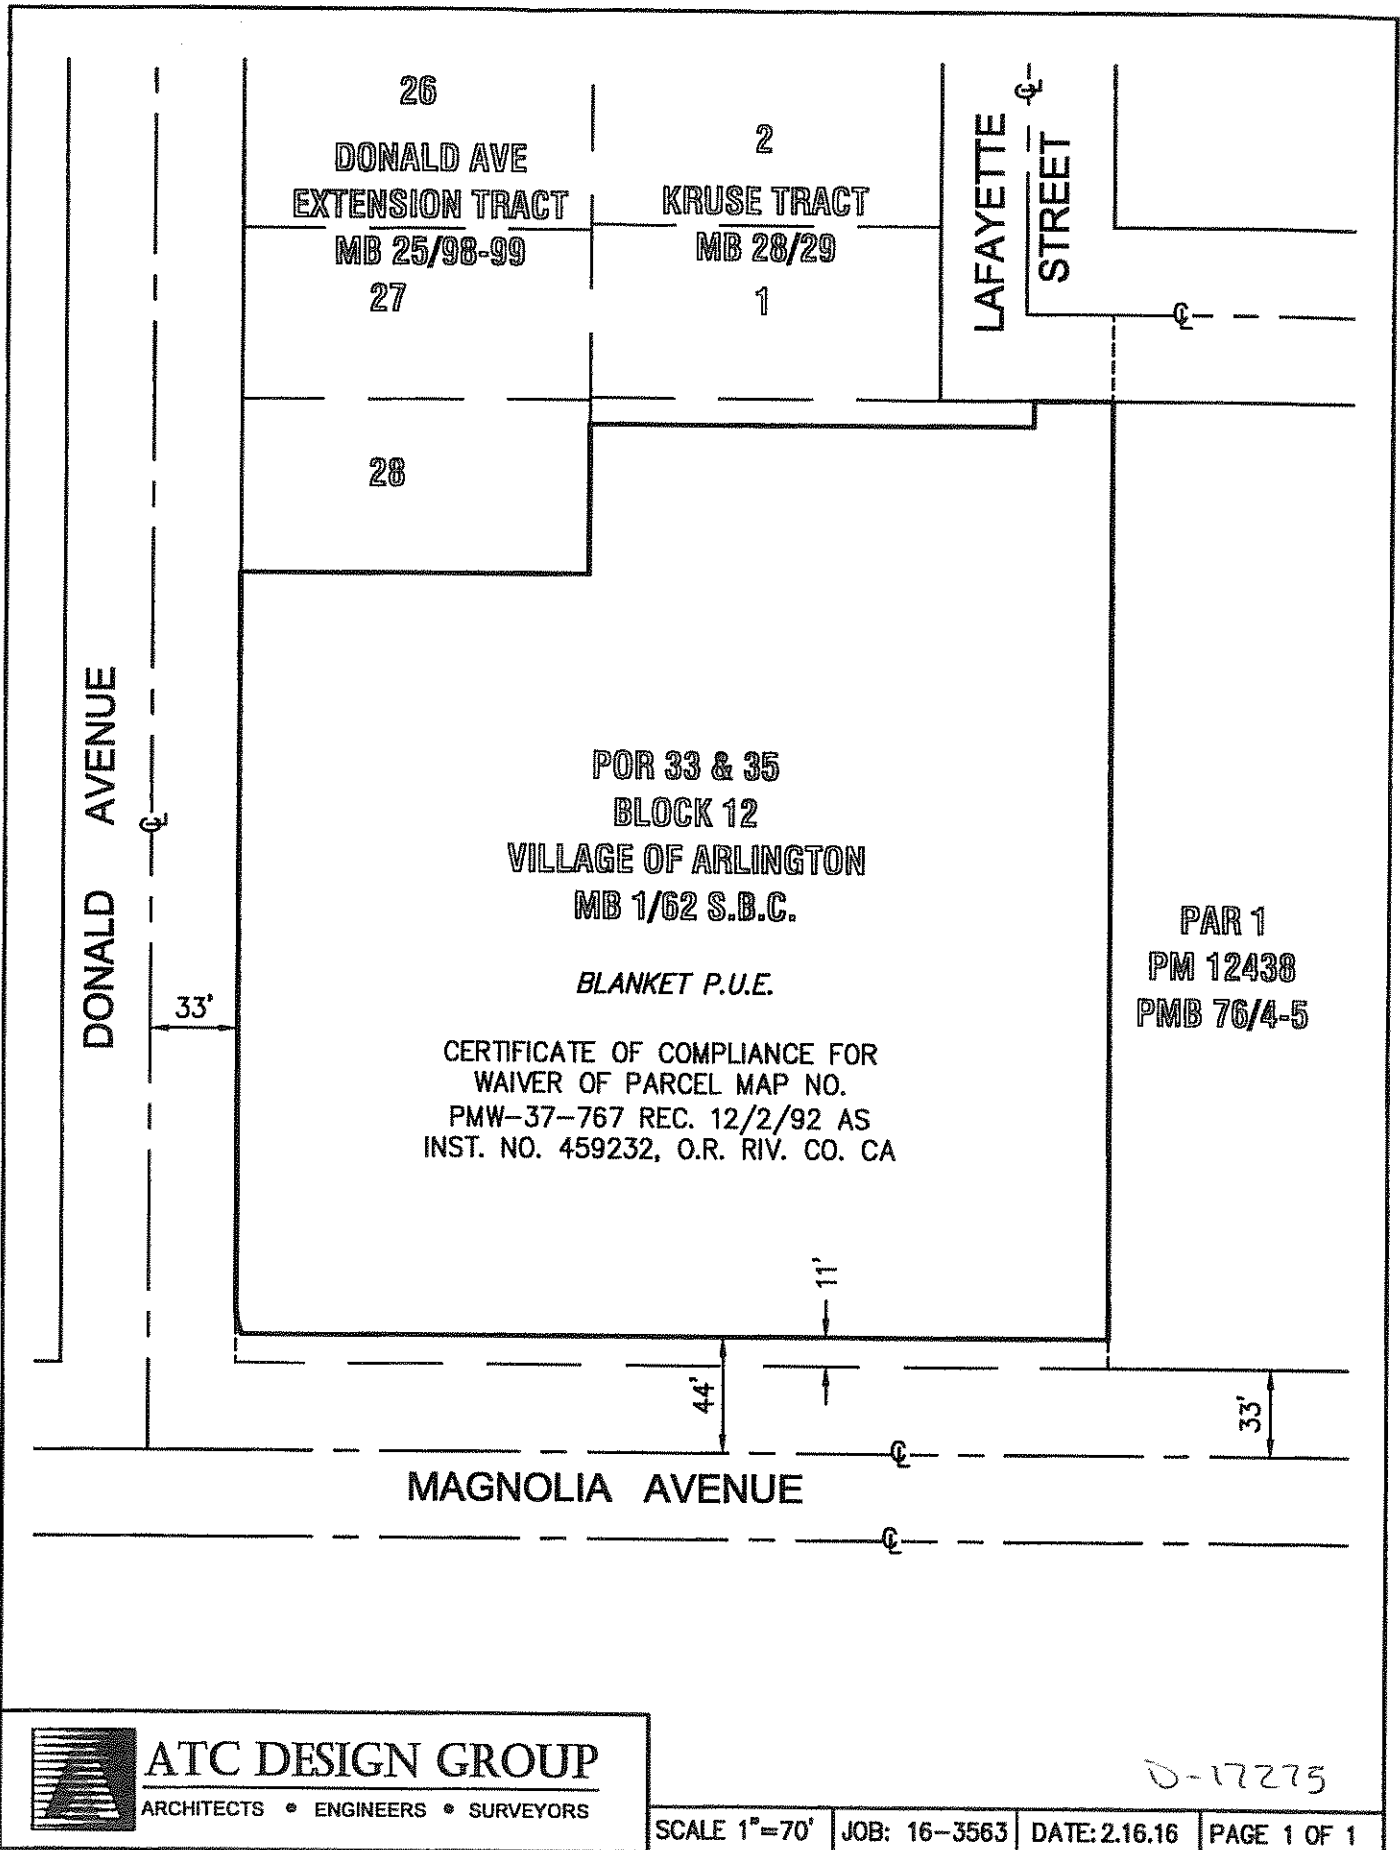 26
DONALD AVE
EXTENSION TRACT
MB 25/98-99
27
2
KRUSE TRACT
MB 28/29
1
LAFAYETTE
STREET
℄
℄
28
DONALD AVENUE
℄
33'
POR 33 & 35
BLOCK 12
VILLAGE OF ARLINGTON
MB 1/62 S.B.C.
BLANKET P.U.E.
CERTIFICATE OF COMPLIANCE FOR
WAIVER OF PARCEL MAP NO.
PMW-37-767 REC. 12/2/92 AS
INST. NO. 459232, O.R. RIV. CO. CA
PAR 1
PM 12438
PMB 76/4-5
11'
44'
33'
℄
MAGNOLIA AVENUE
℄
ATC DESIGN GROUP
ARCHITECTS • ENGINEERS • SURVEYORS
D-17275
SCALE 1"=70'
JOB: 16-3563
DATE: 2.16.16
PAGE 1 OF 1